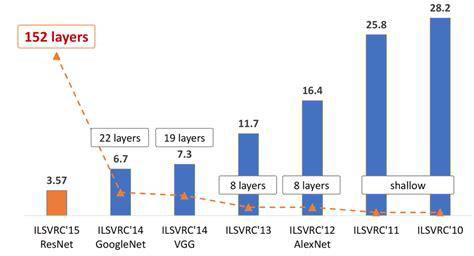 28.2
25.8
152 layers
16.4
11.7
22 layers
19 layers
7.3
6.7
3.57
8 layers
8 layers
shallow
ILSVRC'15
ResNet
ILSVRC'14
GoogleNet
ILSVRC'14
VGG
ILSVRC'13
ILSVRC'12
AlexNet
ILSVRC'11
ILSVRC'10